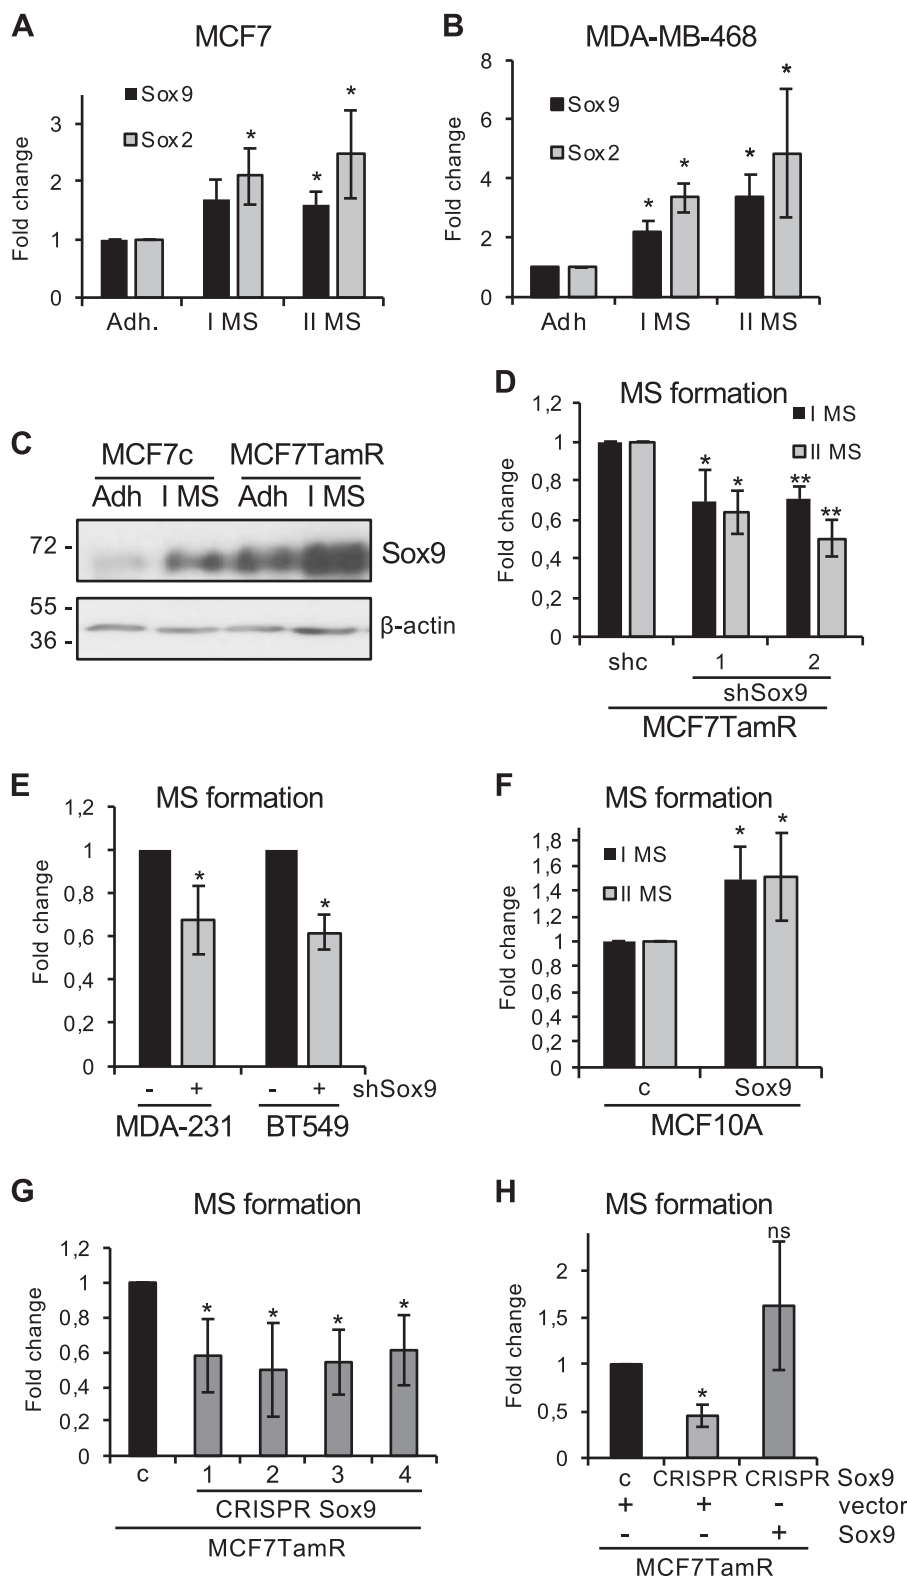 A
MCF7
Fold change
3
2
1
0
Sox9
Sox2
*
*
*
Adh.
I MS
II MS
B
MDA-MB-468
Fold change
8
6
4
2
0
Sox9
Sox2
*
*
*
*
Adh
I MS
II MS
C
MCF7c MCF7TamR
Adh I MS Adh I MS
72 -
Sox9
55 -
36 -
β-actin
D
MS formation
Fold change
1,2
1
0,8
0,6
0,4
0,2
0
I MS
II MS
*
*
**
**
shc 1 2
shSox9
MCF7TamR
E
MS formation
Fold change
1,2
1
0,8
0,6
0,4
0,2
0
*
*
- + - + shSox9
MDA-231 BT549
F
MS formation
Fold change
1,8
1,6
1,4
1,2
1
0,8
0,6
0,4
0,2
0
I MS
II MS
*
*
c Sox9
MCF10A
G
MS formation
Fold change
1,2
1
0,8
0,6
0,4
0,2
0
* * * *
c 1 2 3 4
CRISPR Sox9
MCF7TamR
H
MS formation
Fold change
2
1,5
1
0,5
0
*
ns
c CRISPR CRISPR Sox9
+ + - vector
- - + Sox9
MCF7TamR